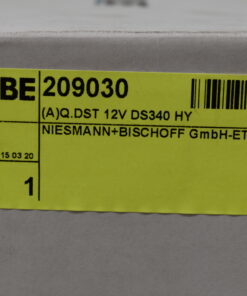 BE 209030
(A)Q.DST 12V DS340 HY
NIESMANN+BISCHOFF GmbH-ET
15 03 20
1